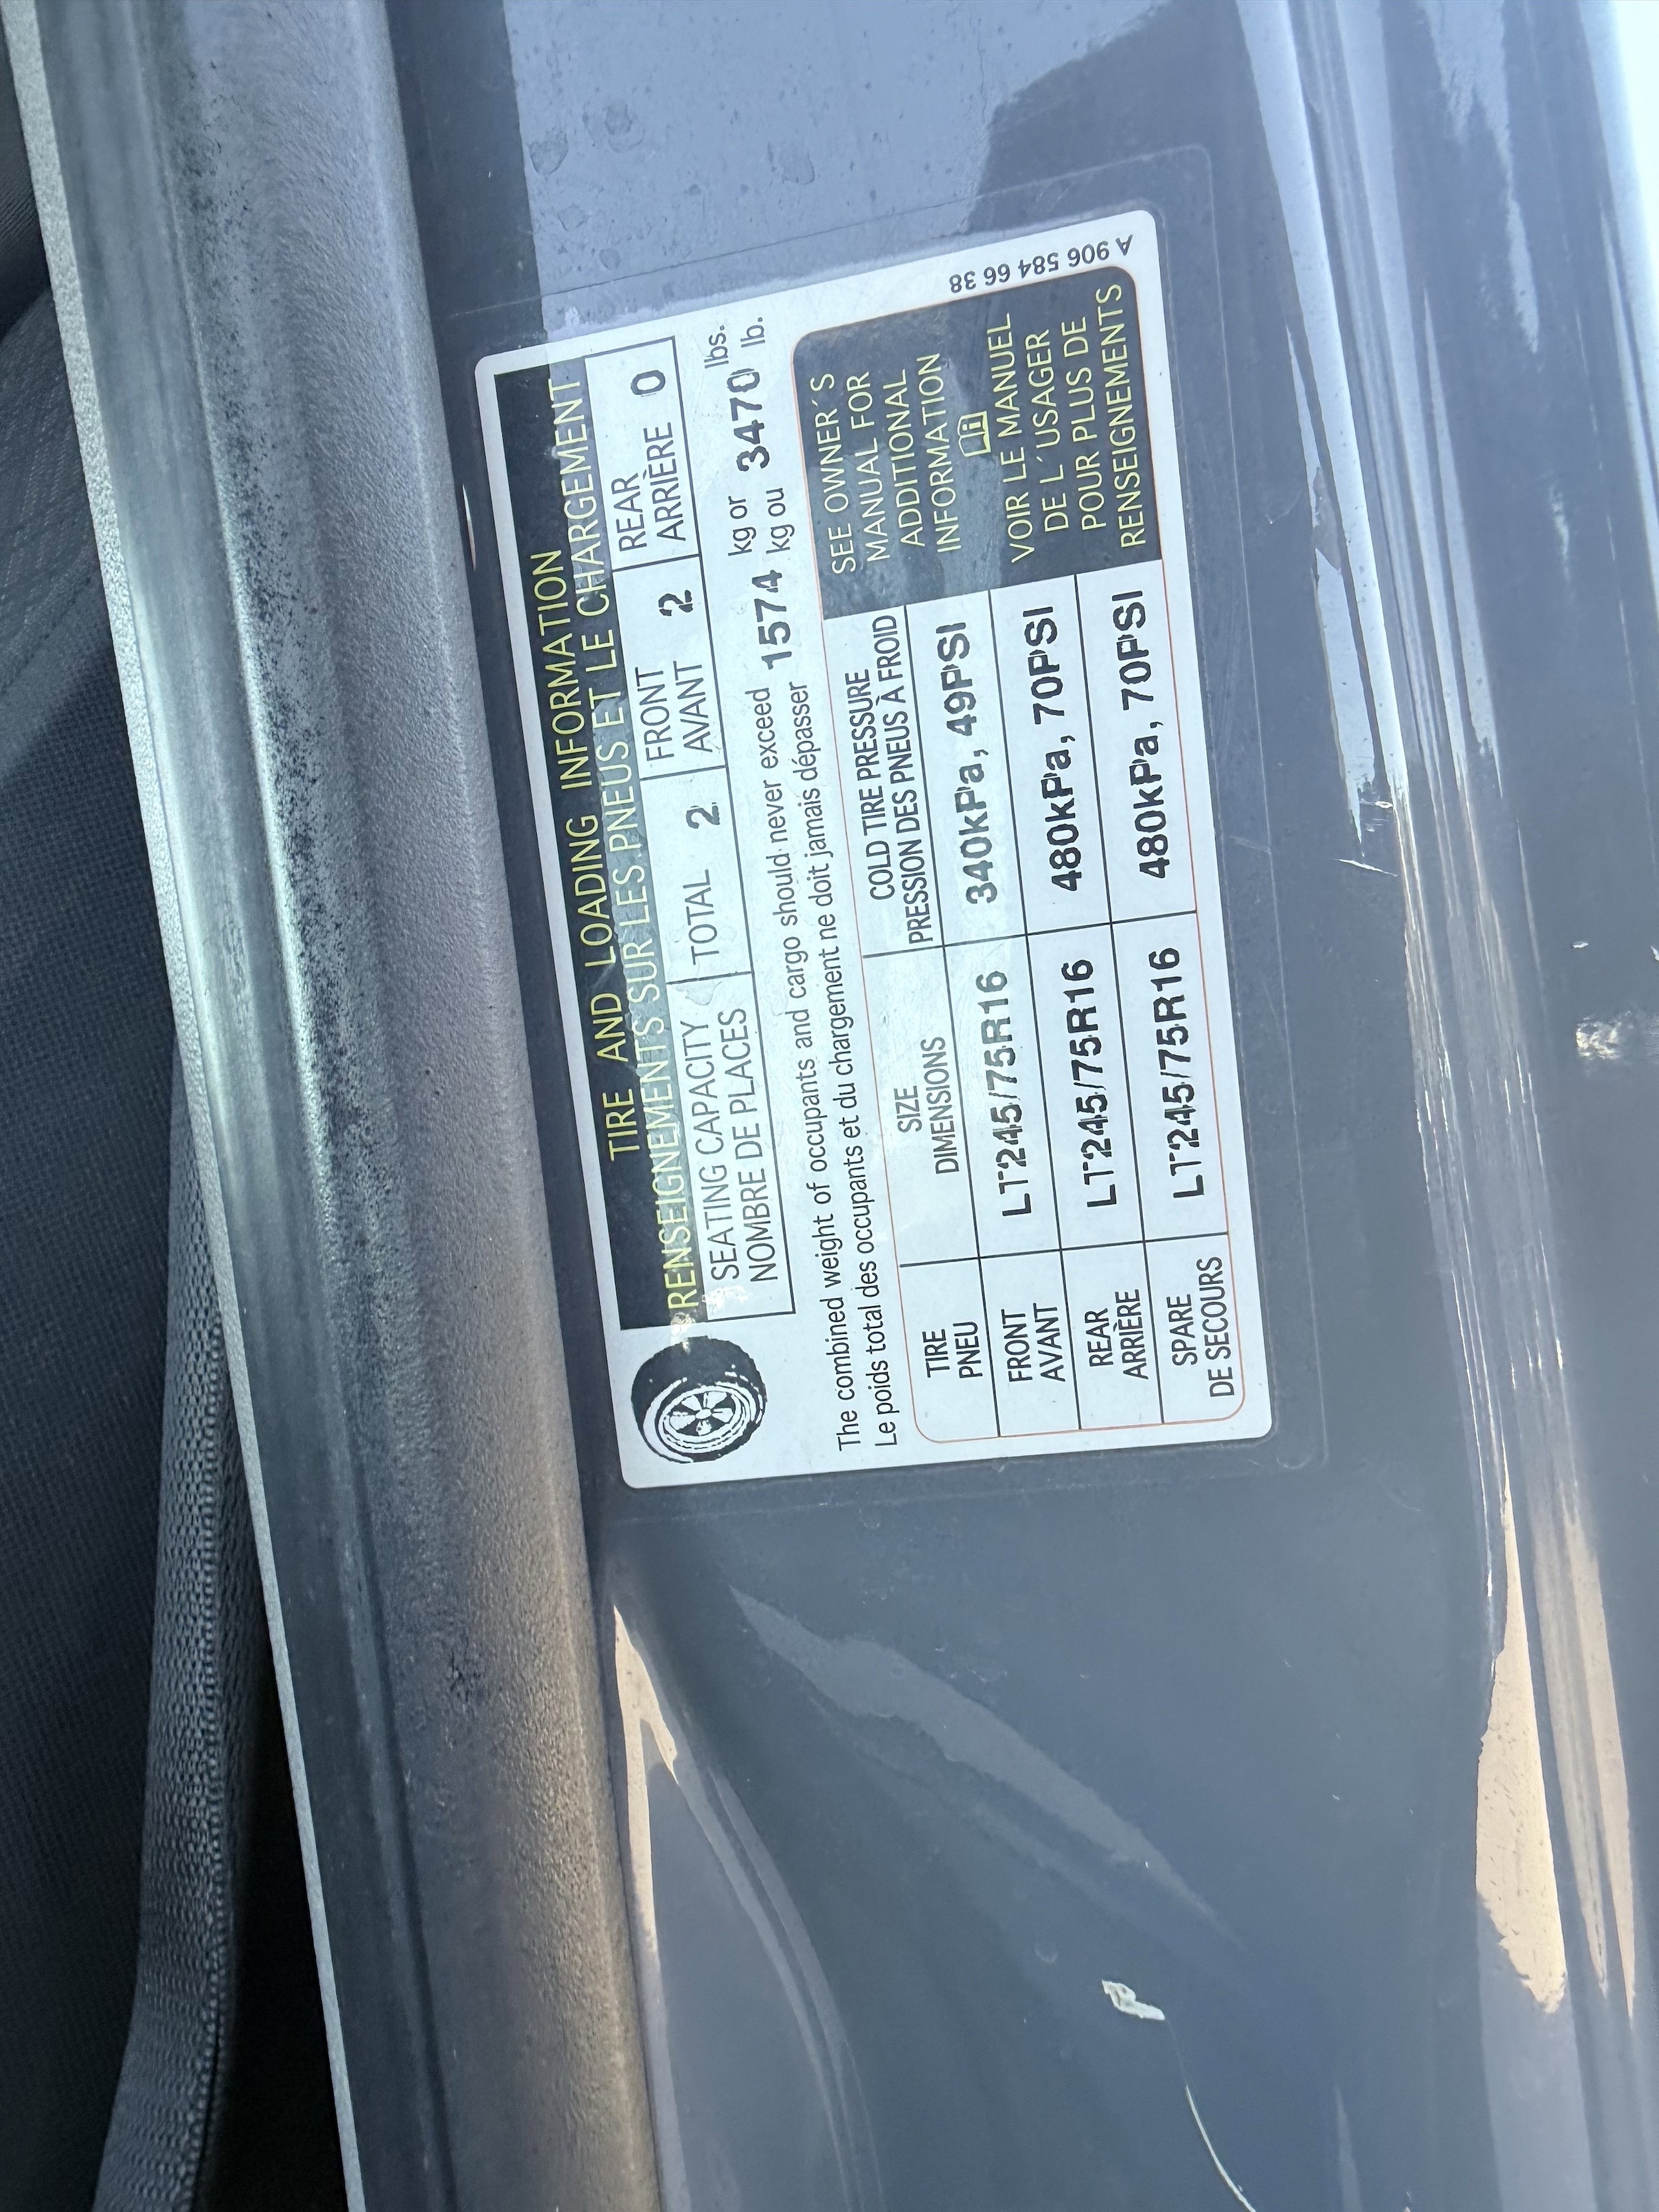 TIRE AND LOADING INFORMATION
RENSEIGNEMENTS SUR LES PNEUS ET LE CHARGEMENT
SEATING CAPACITY
NOMBRE DE PLACES
TOTAL 2
FRONT
AVANT 2
REAR
ARRIÈRE 0
The combined weight of occupants and cargo should never exceed 1574 kg or 3470 lbs.
Le poids total des occupants et du chargement ne doit jamais dépasser kg ou lb.
TIRE
PNEU
SIZE
DIMENSIONS
COLD TIRE PRESSURE
PRESSION DES PNEUS À FROID
FRONT
AVANT
LT245/75R16
340kPa, 49PSI
REAR
ARRIÈRE
LT245/75R16
480kPa, 70PSI
SPARE
DE SECOURS
LT245/75R16
480kPa, 70PSI
SEE OWNER´S
MANUAL FOR
ADDITIONAL
INFORMATION
VOIR LE MANUEL
DE L´USAGER
POUR PLUS DE
RENSEIGNEMENTS
A 906 584 66 38